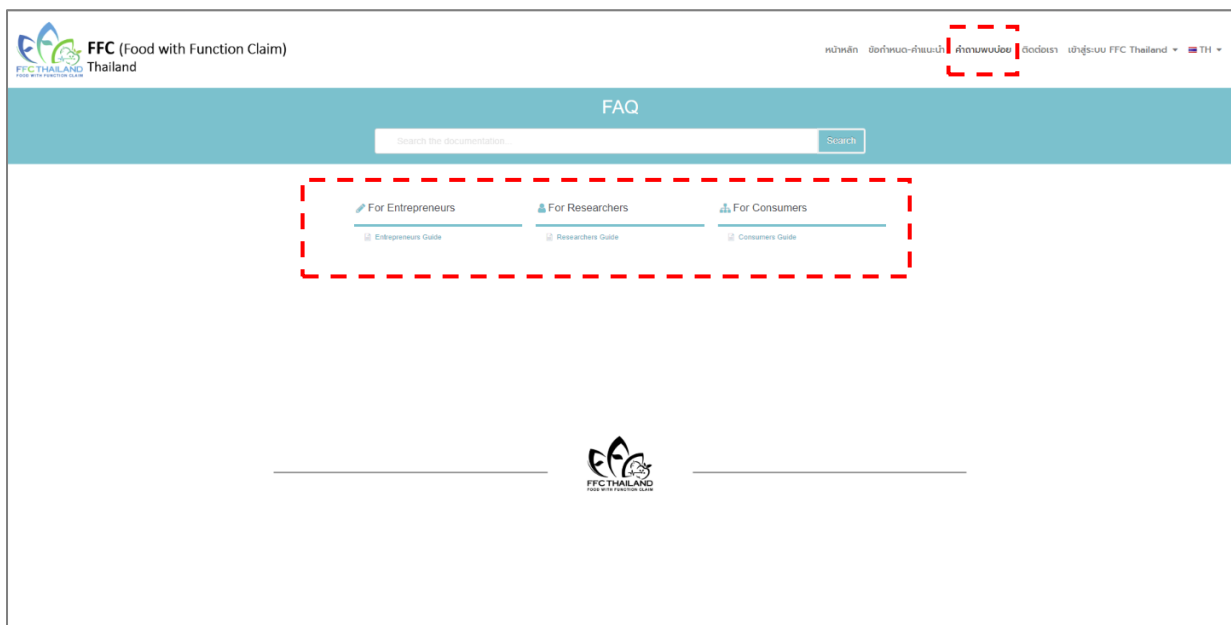 FFC THAILAND
FOOD WITH FUNCTION CLAIM
FFC (Food with Function Claim)
Thailand
หน้าหลัก ข้อกำหนด-คำแนะนำ คำถามพบบ่อย ติดต่อเรา เข้าสู่ระบบ FFC Thailand TH
FAQ
Search the documentation... Search
For Entrepreneurs For Researchers For Consumers
Entrepreneurs Guide Researchers Guide Consumers Guide
FFC THAILAND
FOOD WITH FUNCTION CLAIM